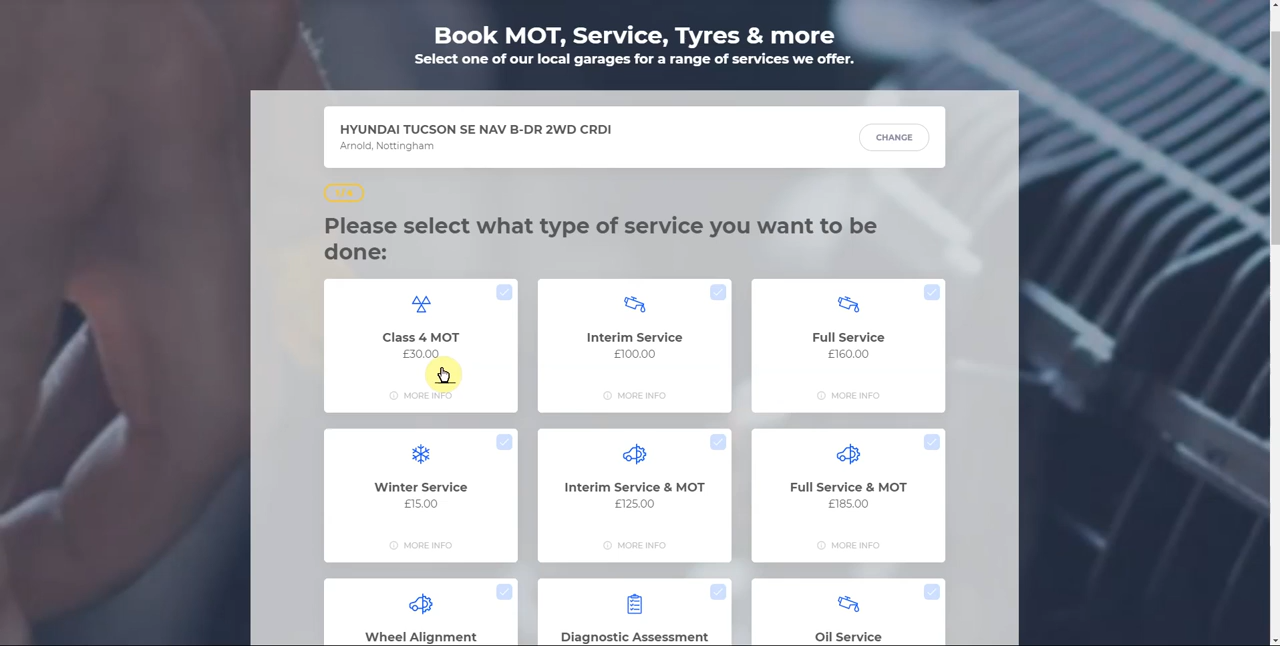 Book MOT, Service, Tyres & more
Select one of our local garages for a range of services we offer.
HYUNDAI TUCSON SE NAV B-DR 2WD CRDI
Arnold, Nottingham
CHANGE
Please select what type of service you want to be
done:
Class 4 MOT
£30.00
MORE INFO
Interim Service
£100.00
MORE INFO
Full Service
£160.00
MORE INFO
Winter Service
£15.00
MORE INFO
Interim Service & MOT
£125.00
MORE INFO
Full Service & MOT
£185.00
MORE INFO
Wheel Alignment
Diagnostic Assessment
Oil Service